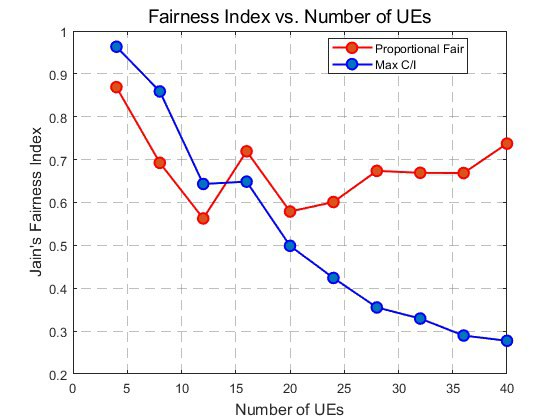 Fairness Index vs. Number of UEs
Proportional Fair
Max C/I
Jain's Fairness Index
1
0.9
0.8
0.7
0.6
0.5
0.4
0.3
0.2
0 5 10 15 20 25 30 35 40
Number of UEs